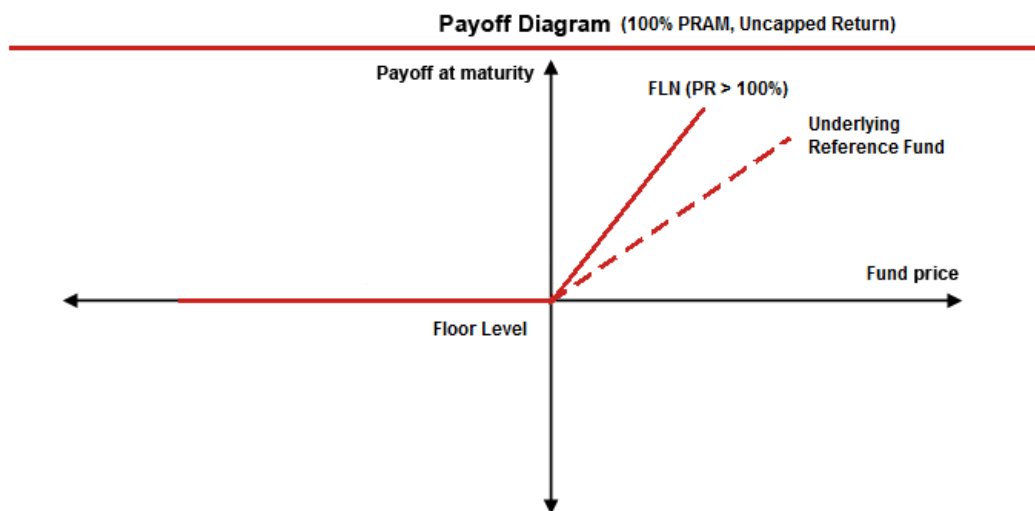 Payoff Diagram (100% PRAM, Uncapped Return)
Payoff at maturity
FLN (PR > 100%)
Underlying
Reference Fund
Fund price
Floor Level